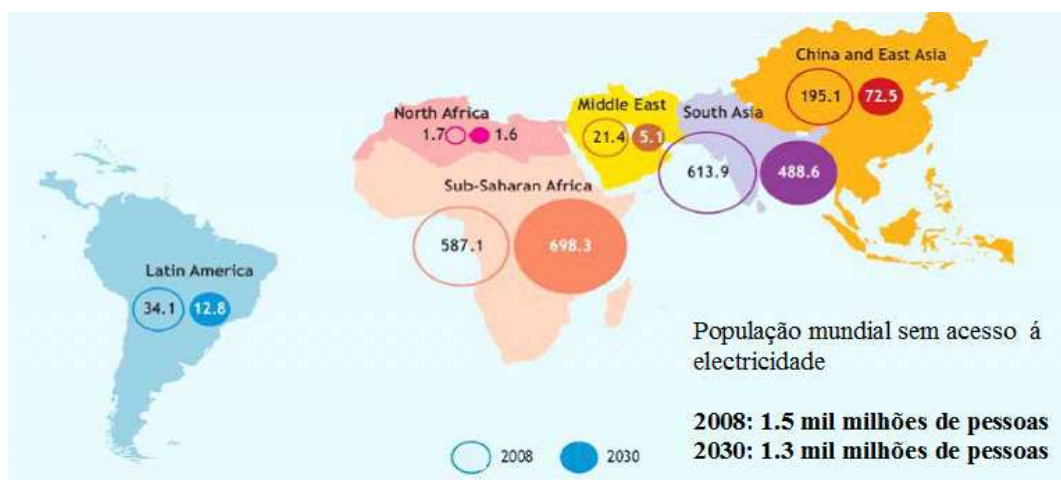 China and East Asia
195.1 72.5
North Africa
1.7 1.6
Middle East
21.4 5.1
South Asia
613.9 488.6
Sub-Saharan Africa
587.1 698.3
Latin America
34.1 12.8
População mundial sem acesso á
electricidade
2008: 1.5 mil milhões de pessoas
2030: 1.3 mil milhões de pessoas
2008 2030